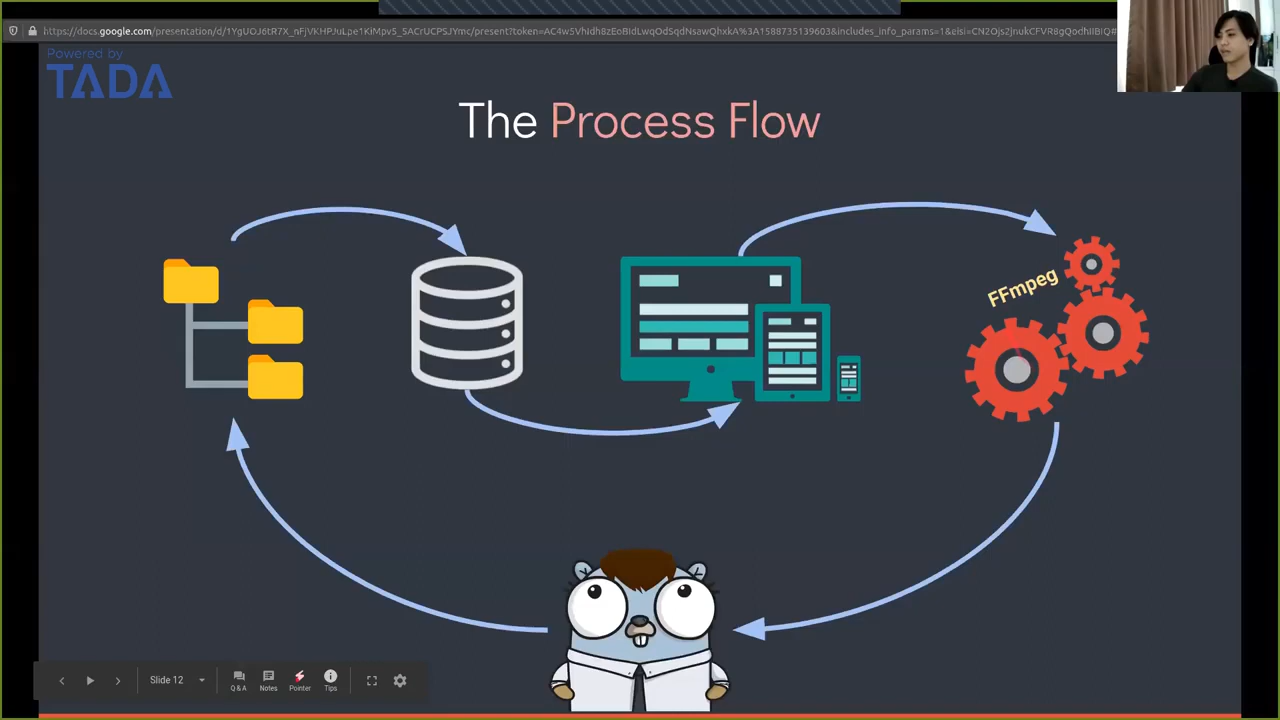 Powered by
TADA
The Process Flow
FFmpeg
Slide 12
Q&A
Notes
Pointer
Tips